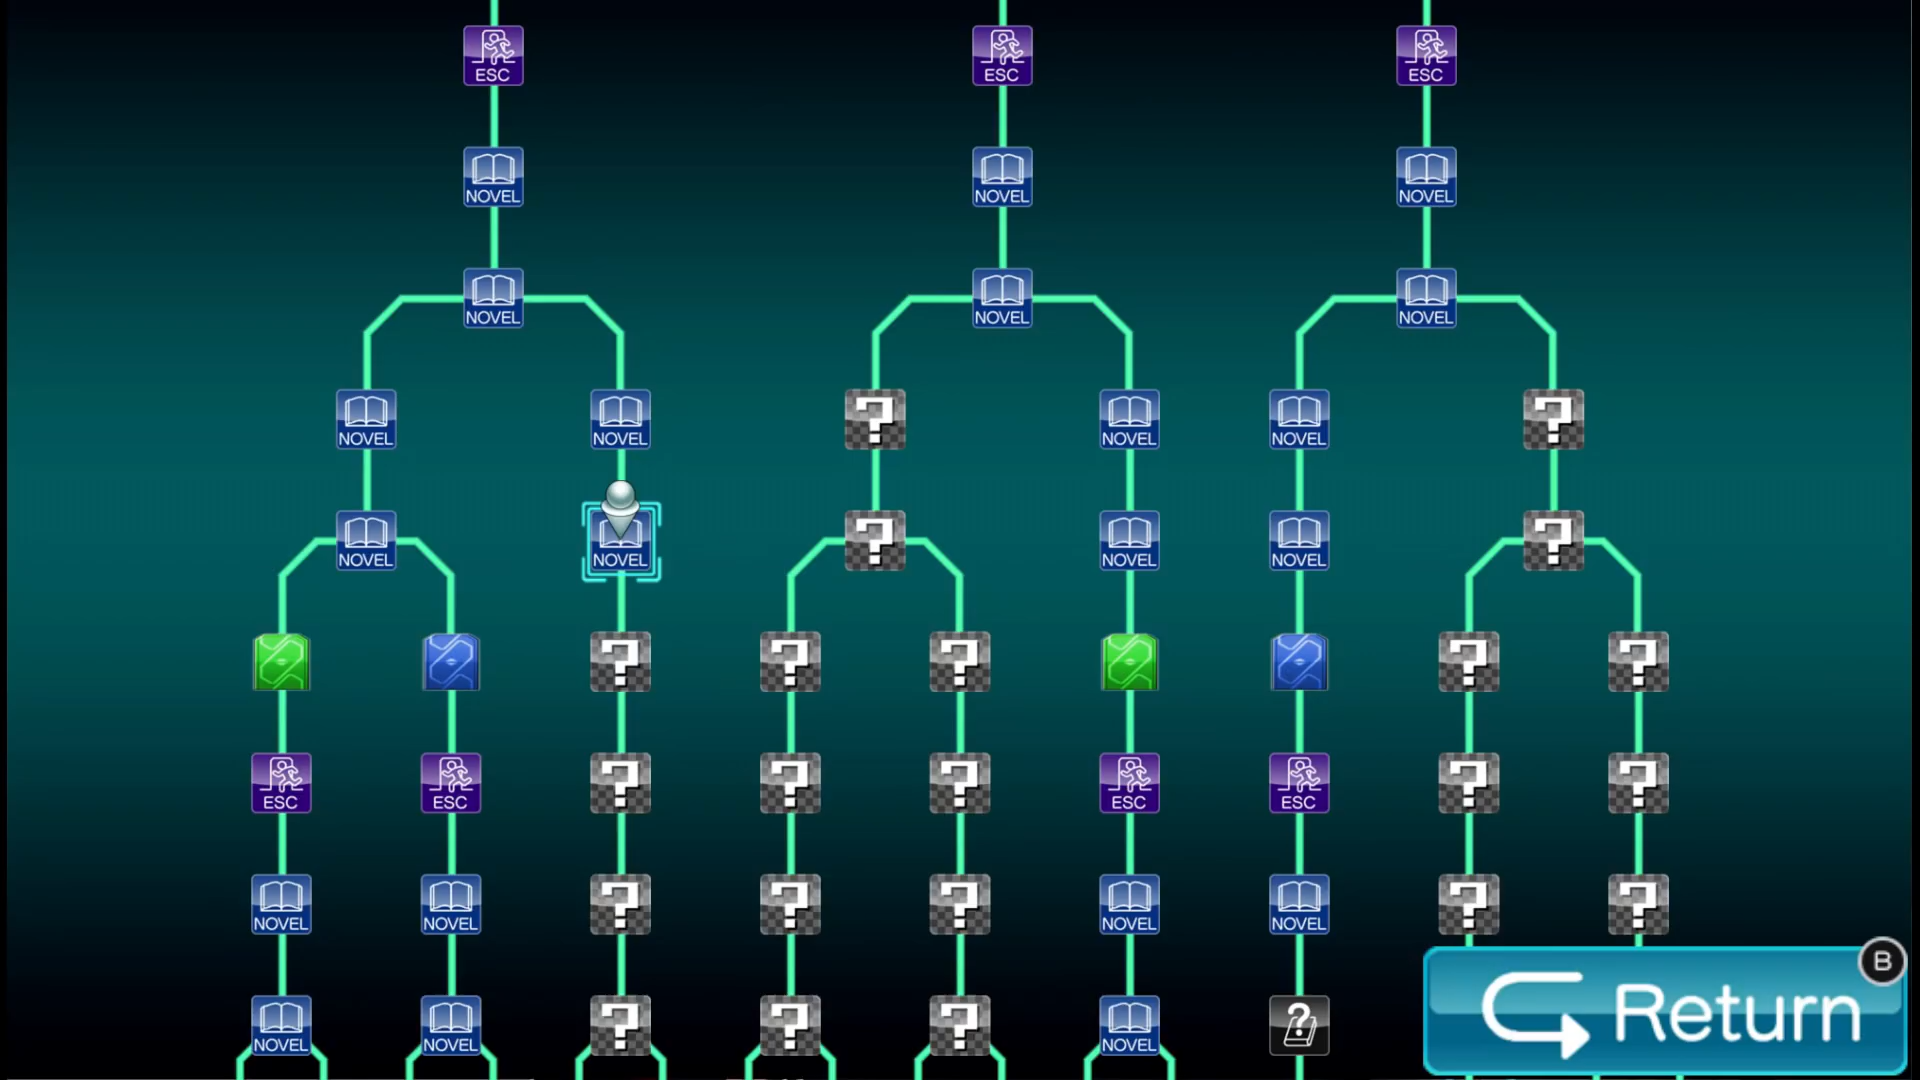 ESC ESC ESC
NOVEL NOVEL NOVEL
NOVEL NOVEL NOVEL
NOVEL NOVEL ? NOVEL NOVEL ?
NOVEL NOVEL ? NOVEL NOVEL ?
? ? ? ? ?
ESC ESC ? ? ? ESC ESC ? ?
NOVEL NOVEL ? ? ? NOVEL NOVEL ? ?
B
NOVEL NOVEL ? ? ? NOVEL ?
Return